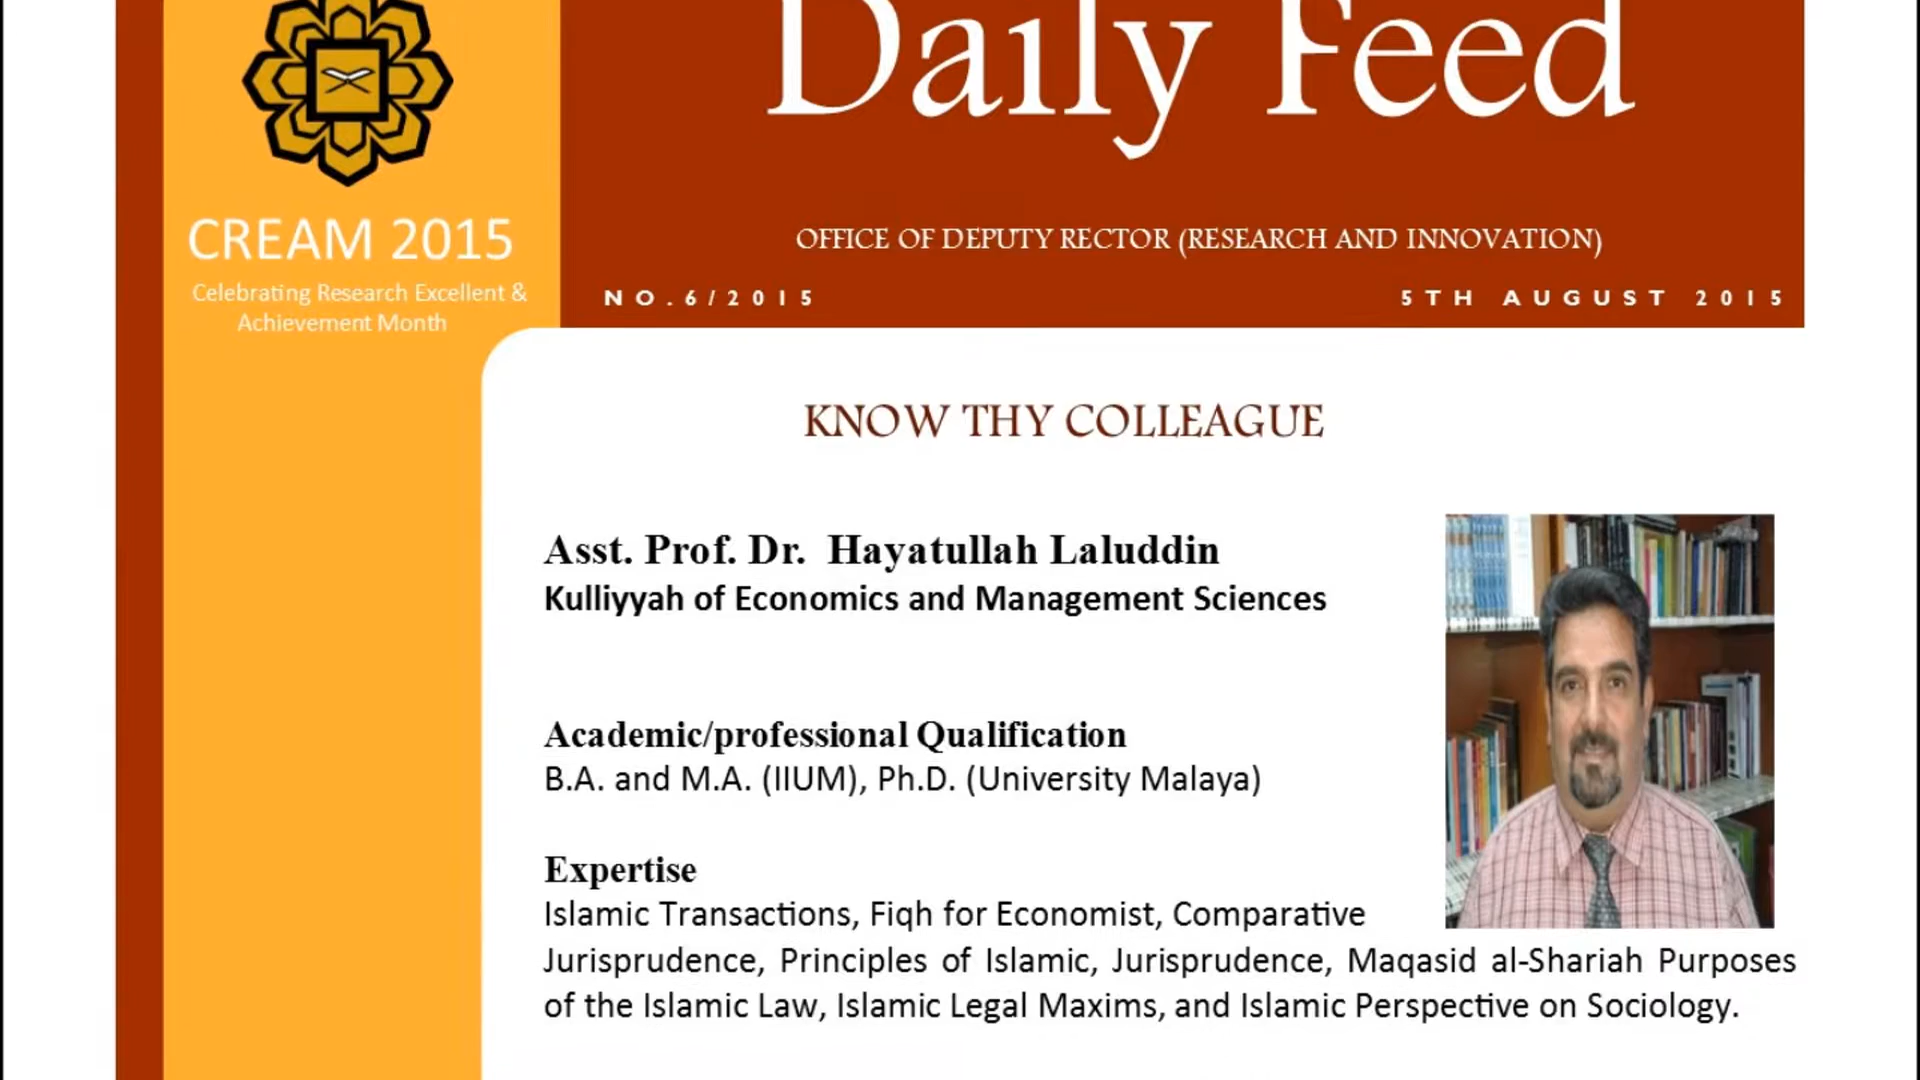 Daily Feed
CREAM 2015
Celebrating Research Excellent &
Achievement Month
OFFICE OF DEPUTY RECTOR (RESEARCH AND INNOVATION)
NO.6/2015
5TH AUGUST 2015
KNOW THY COLLEAGUE
Asst. Prof. Dr. Hayatullah Laluddin
Kulliyyah of Economics and Management Sciences
Academic/professional Qualification
B.A. and M.A. (IIUM), Ph.D. (University Malaya)
Expertise
Islamic Transactions, Fiqh for Economist, Comparative
Jurisprudence, Principles of Islamic, Jurisprudence, Maqasid al-Shariah Purposes
of the Islamic Law, Islamic Legal Maxims, and Islamic Perspective on Sociology.